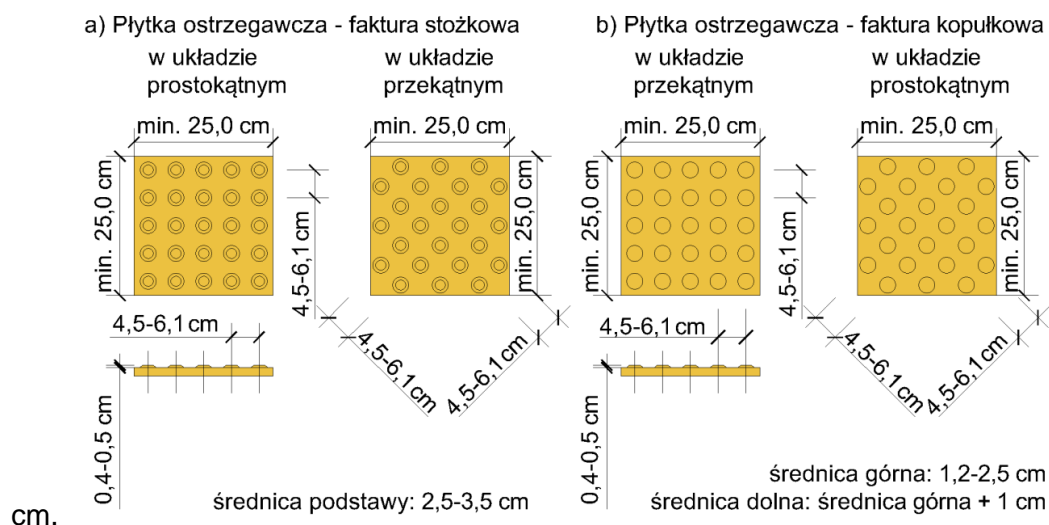 a) Płytka ostrzegawcza - faktura stożkowa
w układzie
prostokątnym
w układzie
przekątnym
min. 25,0 cm
min. 25,0 cm
min. 25,0 cm
min. 25,0 cm
4,5-6,1 cm
4,5-6,1 cm
4,5-6,1 cm
4,5-6,1 cm
0,4-0,5 cm
średnica podstawy: 2,5-3,5 cm
b) Płytka ostrzegawcza - faktura kopułkowa
w układzie
przekątnym
w układzie
prostokątnym
min. 25,0 cm
min. 25,0 cm
min. 25,0 cm
min. 25,0 cm
4,5-6,1 cm
4,5-6,1 cm
4,5-6,1 cm
4,5-6,1 cm
0,4-0,5 cm
średnica górna: 1,2-2,5 cm
średnica dolna: średnica górna + 1 cm
cm.